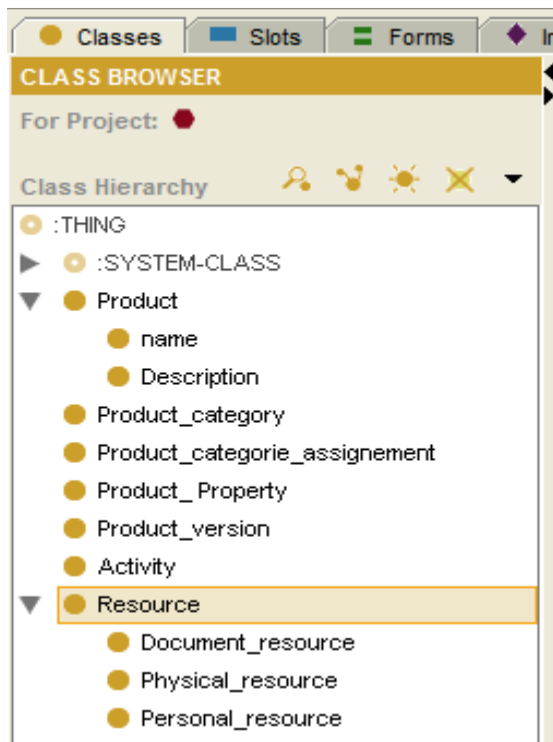 Classes Slots Forms
CLASS BROWSER
For Project:
Class Hierarchy
:THING
:SYSTEM-CLASS
Product
name
Description
Product_category
Product_categorie_assignement
Product_ Property
Product_version
Activity
Resource
Document_resource
Physical_resource
Personal_resource